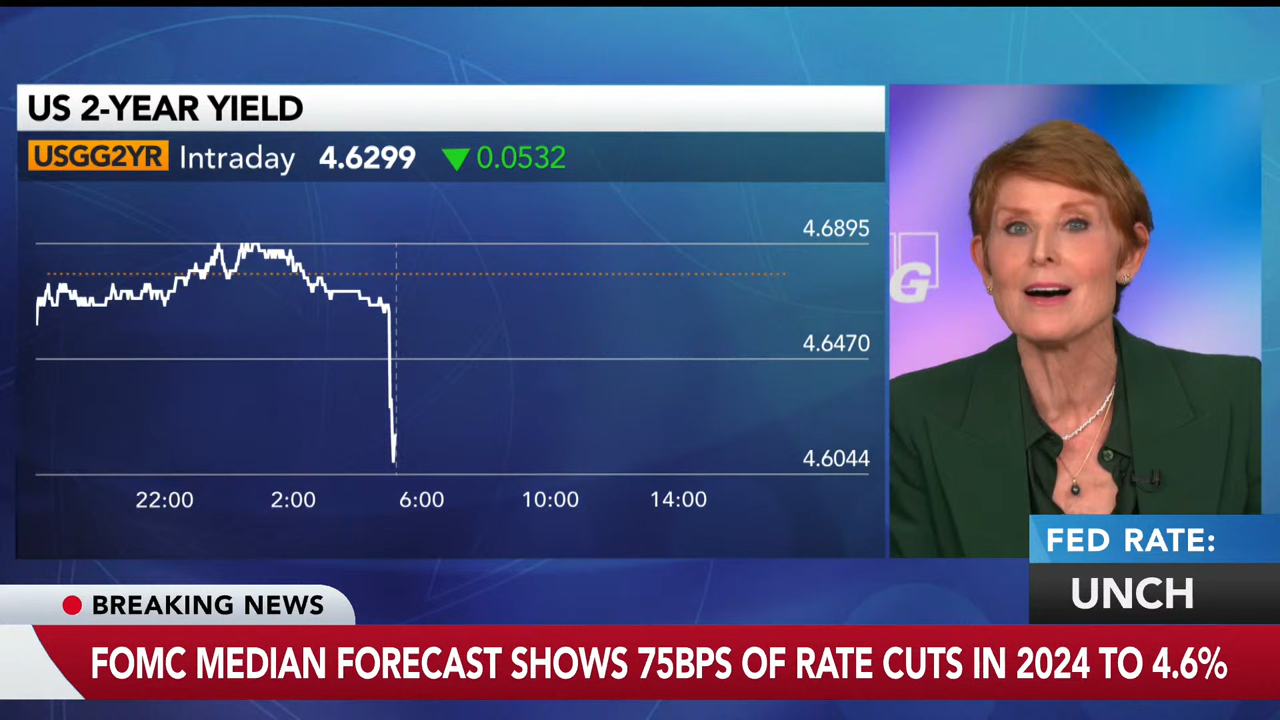 US 2-YEAR YIELD
USGG2YR Intraday 4.6299 ▼0.0532
4.6895
4.6470
4.6044
22:00 2:00 6:00 10:00 14:00
G
FED RATE:
UNCH
BREAKING NEWS
FOMC MEDIAN FORECAST SHOWS 75BPS OF RATE CUTS IN 2024 TO 4.6%